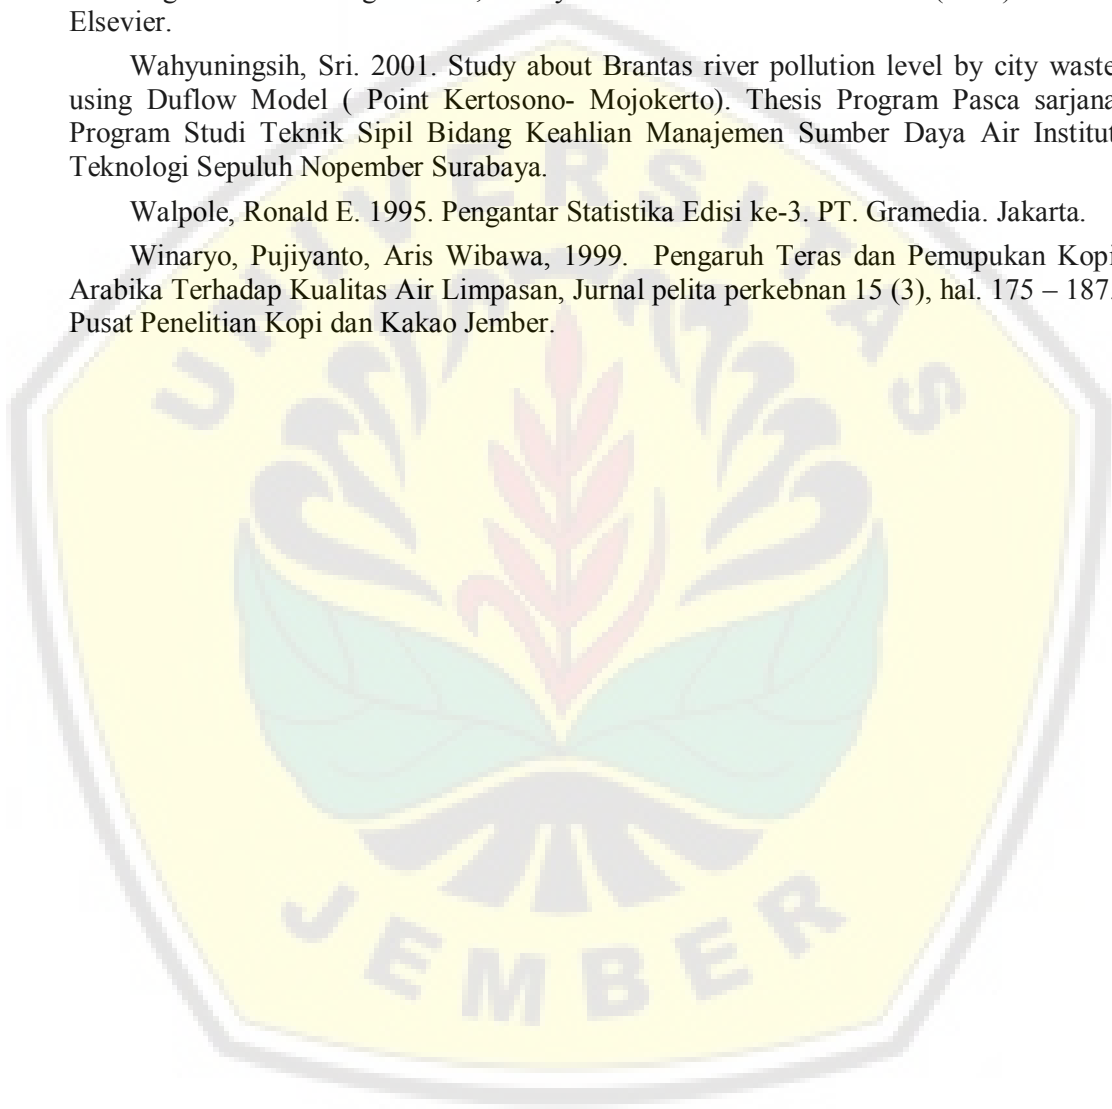 Elsevier.
Wahyuningsih, Sri. 2001. Study about Brantas river pollution level by city waste
using Duflow Model ( Point Kertosono- Mojokerto). Thesis Program Pasca sarjana
Program Studi Teknik Sipil Bidang Keahlian Manajemen Sumber Daya Air Institut
Teknologi Sepuluh Nopember Surabaya.
Walpole, Ronald E. 1995. Pengantar Statistika Edisi ke-3. PT. Gramedia. Jakarta.
Winaryo, Pujiyanto, Aris Wibawa, 1999. Pengaruh Teras dan Pemupukan Kopi
Arabika Terhadap Kualitas Air Limpasan, Jurnal pelita perkebnan 15 (3), hal. 175 – 187.
Pusat Penelitian Kopi dan Kakao Jember.
UNIVERSITAS
JEMBER